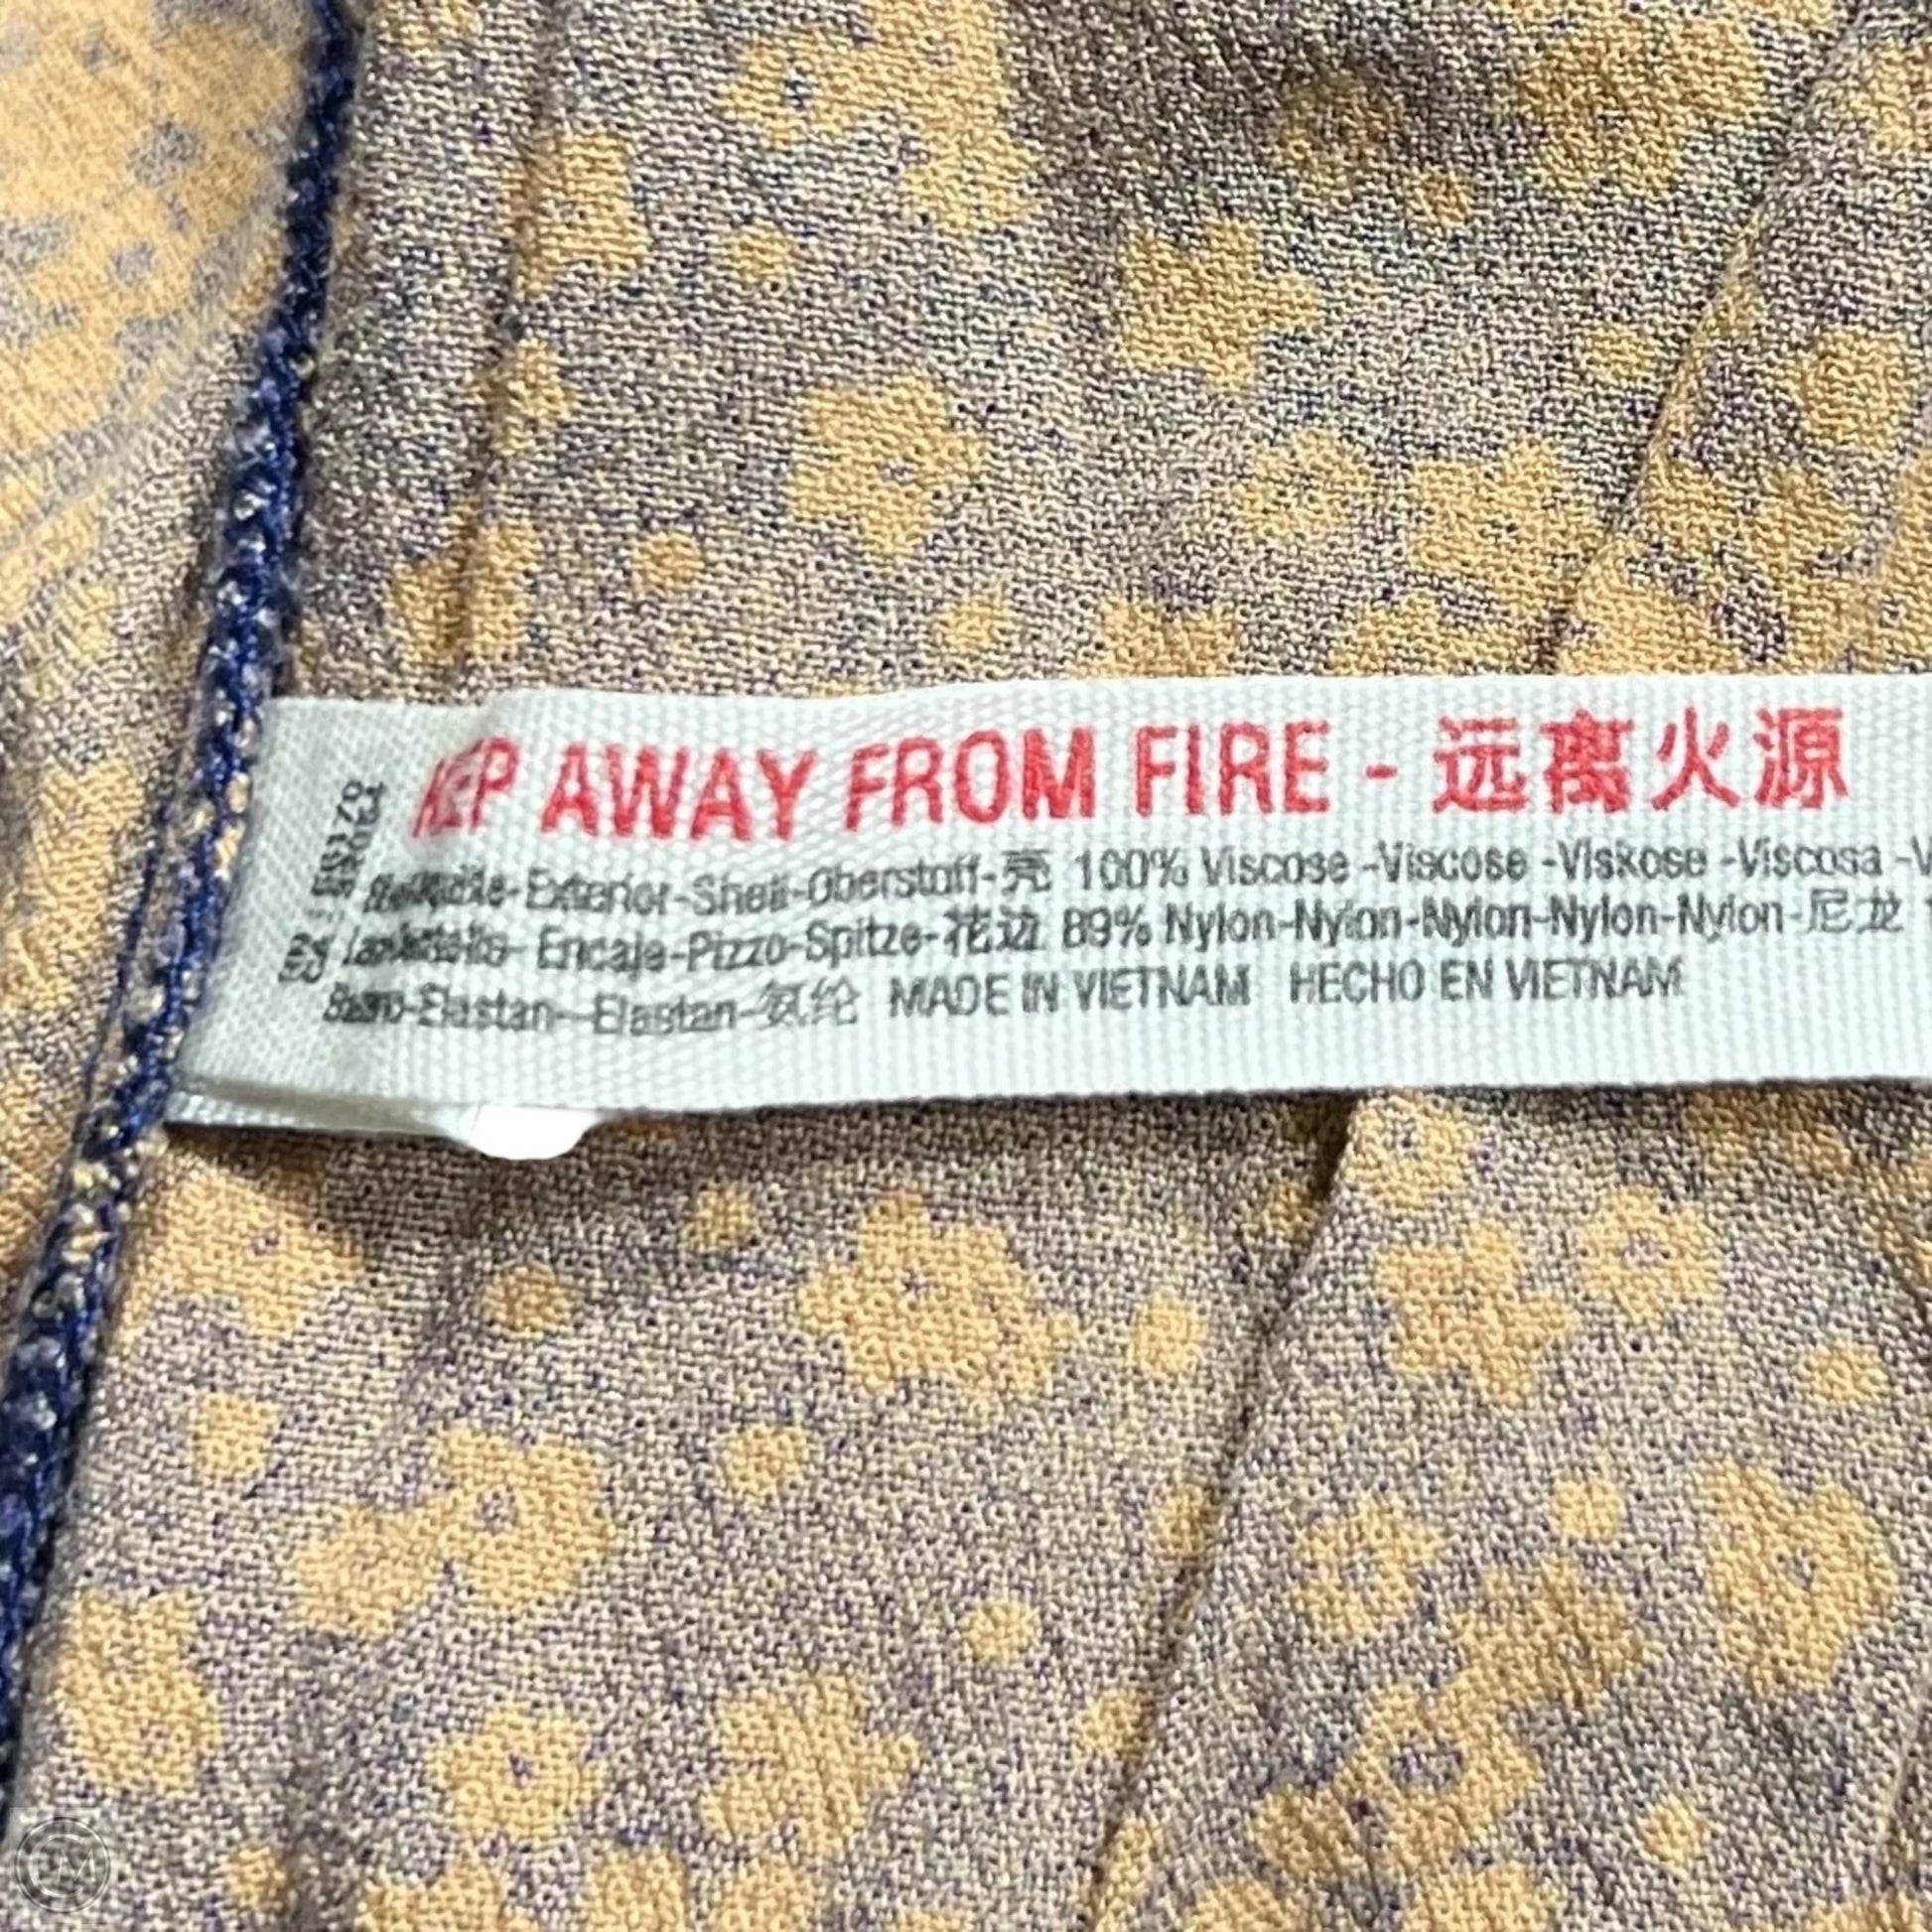 AWAY FROM FIRE - 远离火源
Exterior-Shell-Oberstoff-壳 100% Viscose -Viscose -Viskose -Viscosa
Encaje-Pizzo-Spitze-花边 89% Nylon-Nylon-Nylon-Nylon-Nylon-尼龙
Elastan--Elastan-氨纶 MADE IN VIETNAM HECHO EN VIETNAM